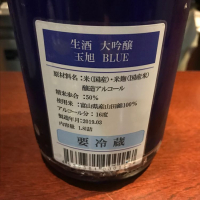 生酒 大吟醸
玉旭 BLUE
原材料名：米（国産）・米麹（国産米）
醸造アルコール
精米歩合：50％
使用米：富山県産山田錦100％
アルコール分：16度
製造年月：2019.03
内容量 1.8詰
要冷蔵